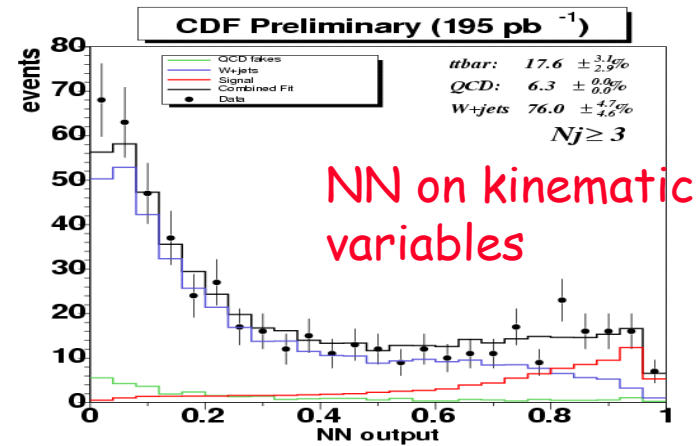 CDF Preliminary (195 pb -1)
events
80
70
60
50
40
30
20
10
0
QCD fakes
W+jets
Signal
Combined Fit
Data
ttbar: 17.6 ± 3.1 2.9 %
QCD: 6.3 ± 0.0 0.0 %
W+jets 76.0 ± 4.7 4.6 %
Nj≥ 3
NN on kinematic
variables
0 0.2 0.4 0.6 0.8 1
NN output